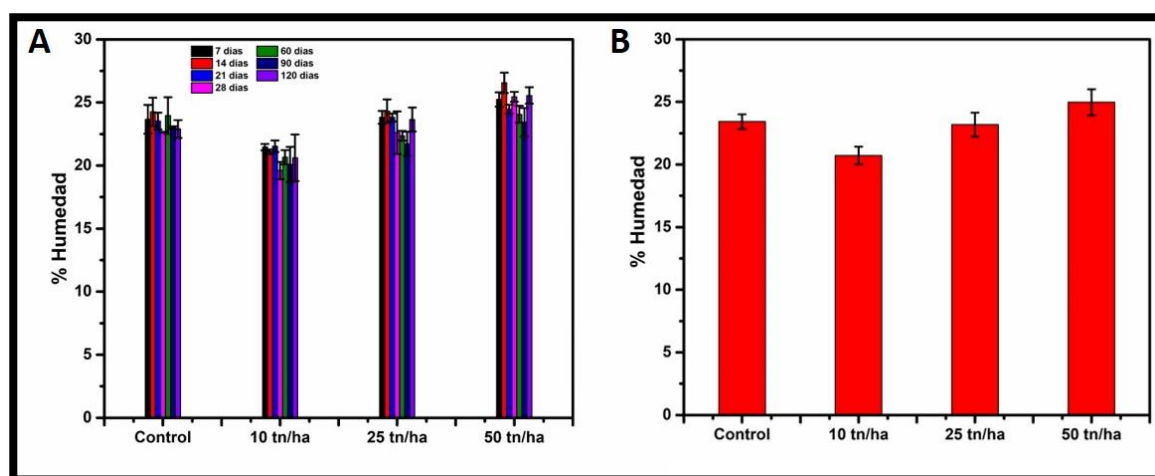 A
% Humedad
30
25
20
15
10
5
0
7 dias
14 dias
21 dias
28 dias
60 dias
90 dias
120 dias
Control
10 tn/ha
25 tn/ha
50 tn/ha
B
% Humedad
30
25
20
15
10
5
0
Control
10 tn/ha
25 tn/ha
50 tn/ha